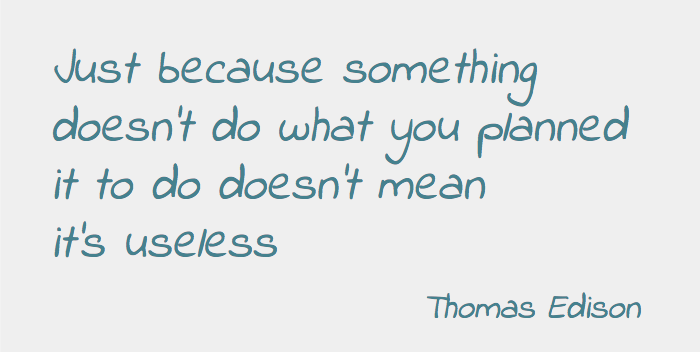 Just because something
doesn't do what you planned
it to do doesn't mean
it's useless
Thomas Edison